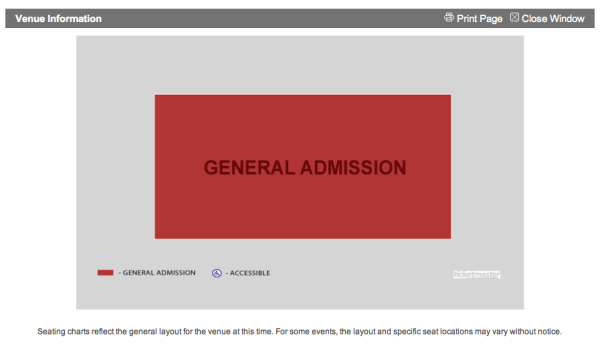 Venue Information
Print Page
Close Window
GENERAL ADMISSION
- GENERAL ADMISSION
- ACCESSIBLE
Seating charts reflect the general layout for the venue at this time. For some events, the layout and specific seat locations may vary without notice.